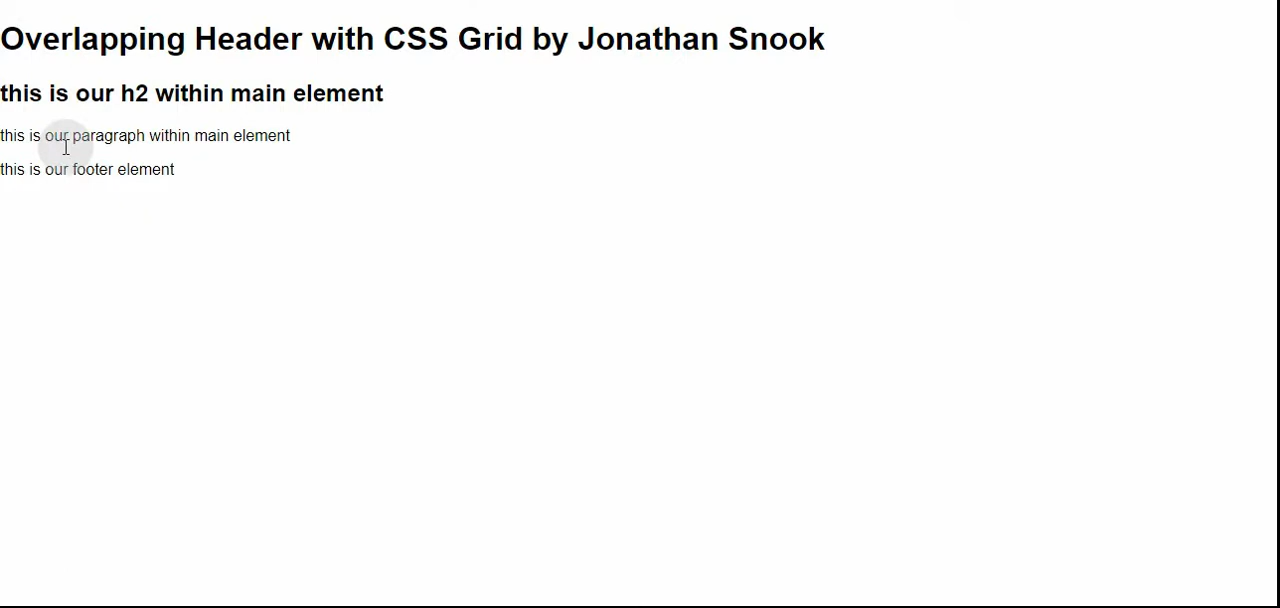 Overlapping Header with CSS Grid by Jonathan Snook
this is our h2 within main element
this is our paragraph within main element
this is our footer element